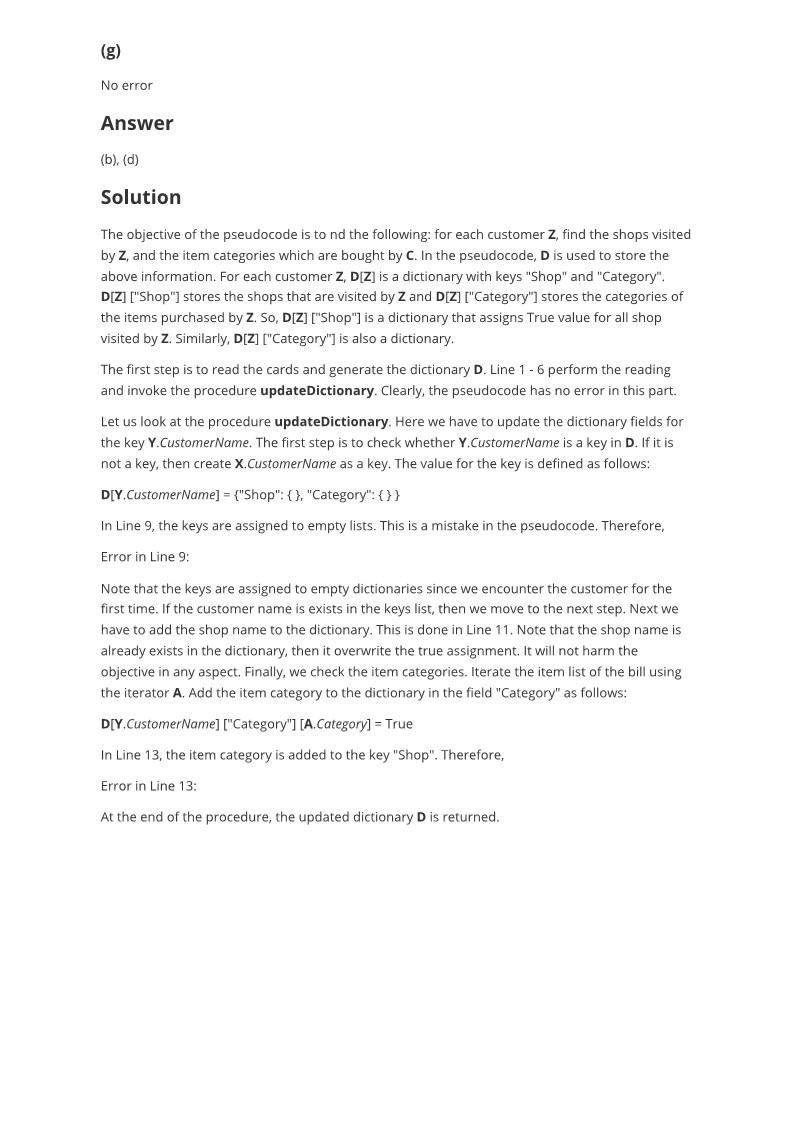 (g)
No error
Answer
(b), (d)
Solution
The objective of the pseudocode is to nd the following: for each customer Z, find the shops visited
by Z, and the item categories which are bought by C. In the pseudocode, D is used to store the
above information. For each customer Z, D[Z] is a dictionary with keys "Shop" and "Category".
D[Z] ["Shop"] stores the shops that are visited by Z and D[Z] ["Category"] stores the categories of
the items purchased by Z. So, D[Z] ["Shop"] is a dictionary that assigns True value for all shop
visited by Z. Similarly, D[Z] ["Category"] is also a dictionary.
The first step is to read the cards and generate the dictionary D. Line 1 - 6 perform the reading
and invoke the procedure updateDictionary. Clearly, the pseudocode has no error in this part.
Let us look at the procedure updateDictionary. Here we have to update the dictionary fields for
the key Y.CustomerName. The first step is to check whether Y.CustomerName is a key in D. If it is
not a key, then create X.CustomerName as a key. The value for the key is defined as follows:
D[Y.CustomerName] = {"Shop": { }, "Category": { } }
In Line 9, the keys are assigned to empty lists. This is a mistake in the pseudocode. Therefore,
Error in Line 9:
Note that the keys are assigned to empty dictionaries since we encounter the customer for the
first time. If the customer name is exists in the keys list, then we move to the next step. Next we
have to add the shop name to the dictionary. This is done in Line 11. Note that the shop name is
already exists in the dictionary, then it overwrite the true assignment. It will not harm the
objective in any aspect. Finally, we check the item categories. Iterate the item list of the bill using
the iterator A. Add the item category to the dictionary in the field "Category" as follows:
D[Y.CustomerName] ["Category"] [A.Category] = True
In Line 13, the item category is added to the key "Shop". Therefore,
Error in Line 13:
At the end of the procedure, the updated dictionary D is returned.